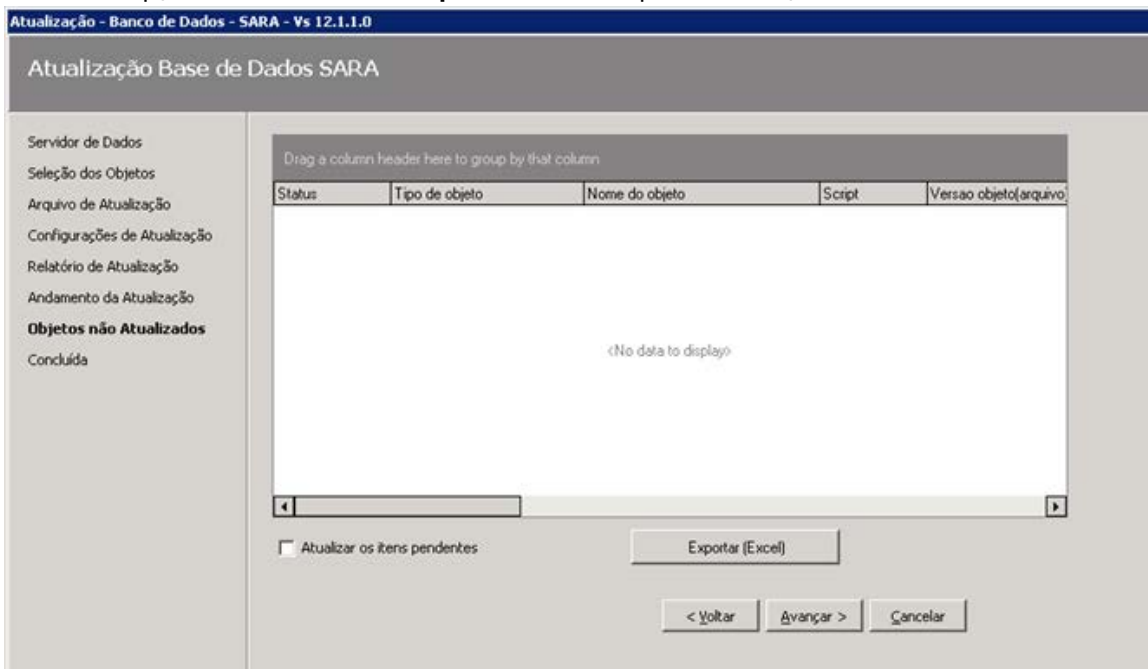 Atualização - Banco de Dados - SARA - Vs 12.1.1.0
Atualização Base de Dados SARA
Servidor de Dados
Seleção dos Objetos
Arquivo de Atualização
Configurações de Atualização
Relatório de Atualização
Andamento da Atualização
Objetos não Atualizados
Concluída
Drag a column header here to group by that column
Status Tipo de objeto Nome do objeto Script Versao objeto(arquivo)
<No data to display>
Atualizar os itens pendentes
Exportar (Excel)
< Voltar Avançar > Cancelar